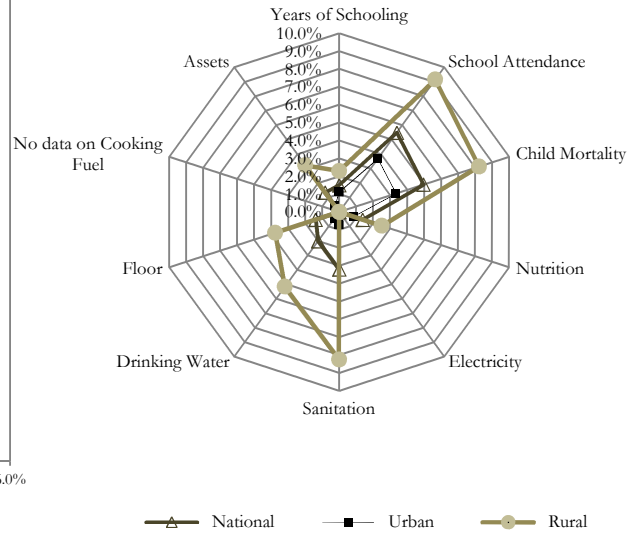 Years of Schooling
10.0%
9.0%
8.0%
7.0%
6.0%
5.0%
4.0%
3.0%
2.0%
1.0%
0.0%
School Attendance
Child Mortality
Nutrition
Electricity
Sanitation
Drinking Water
Floor
No data on Cooking
Fuel
Assets
.0%
National
Urban
Rural